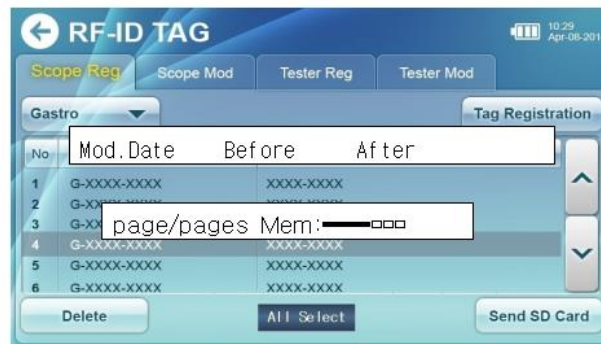 RF-ID TAG
10:29
Apr-08-201
Scope Reg Scope Mod Tester Reg Tester Mod
Gastro Tag Registration
No Mod.Date Before After
1 G-XXXX-XXXX XXXX-XXXX
2 G-XX
3 G-XX page/pages Mem:
4 G-XXXX-XXXX XXXX-XXXX
5 G-XXXX-XXXX XXXX-XXXX
6 G-XXXX-XXXX XXXX-XXXX
Delete All Select Send SD Card